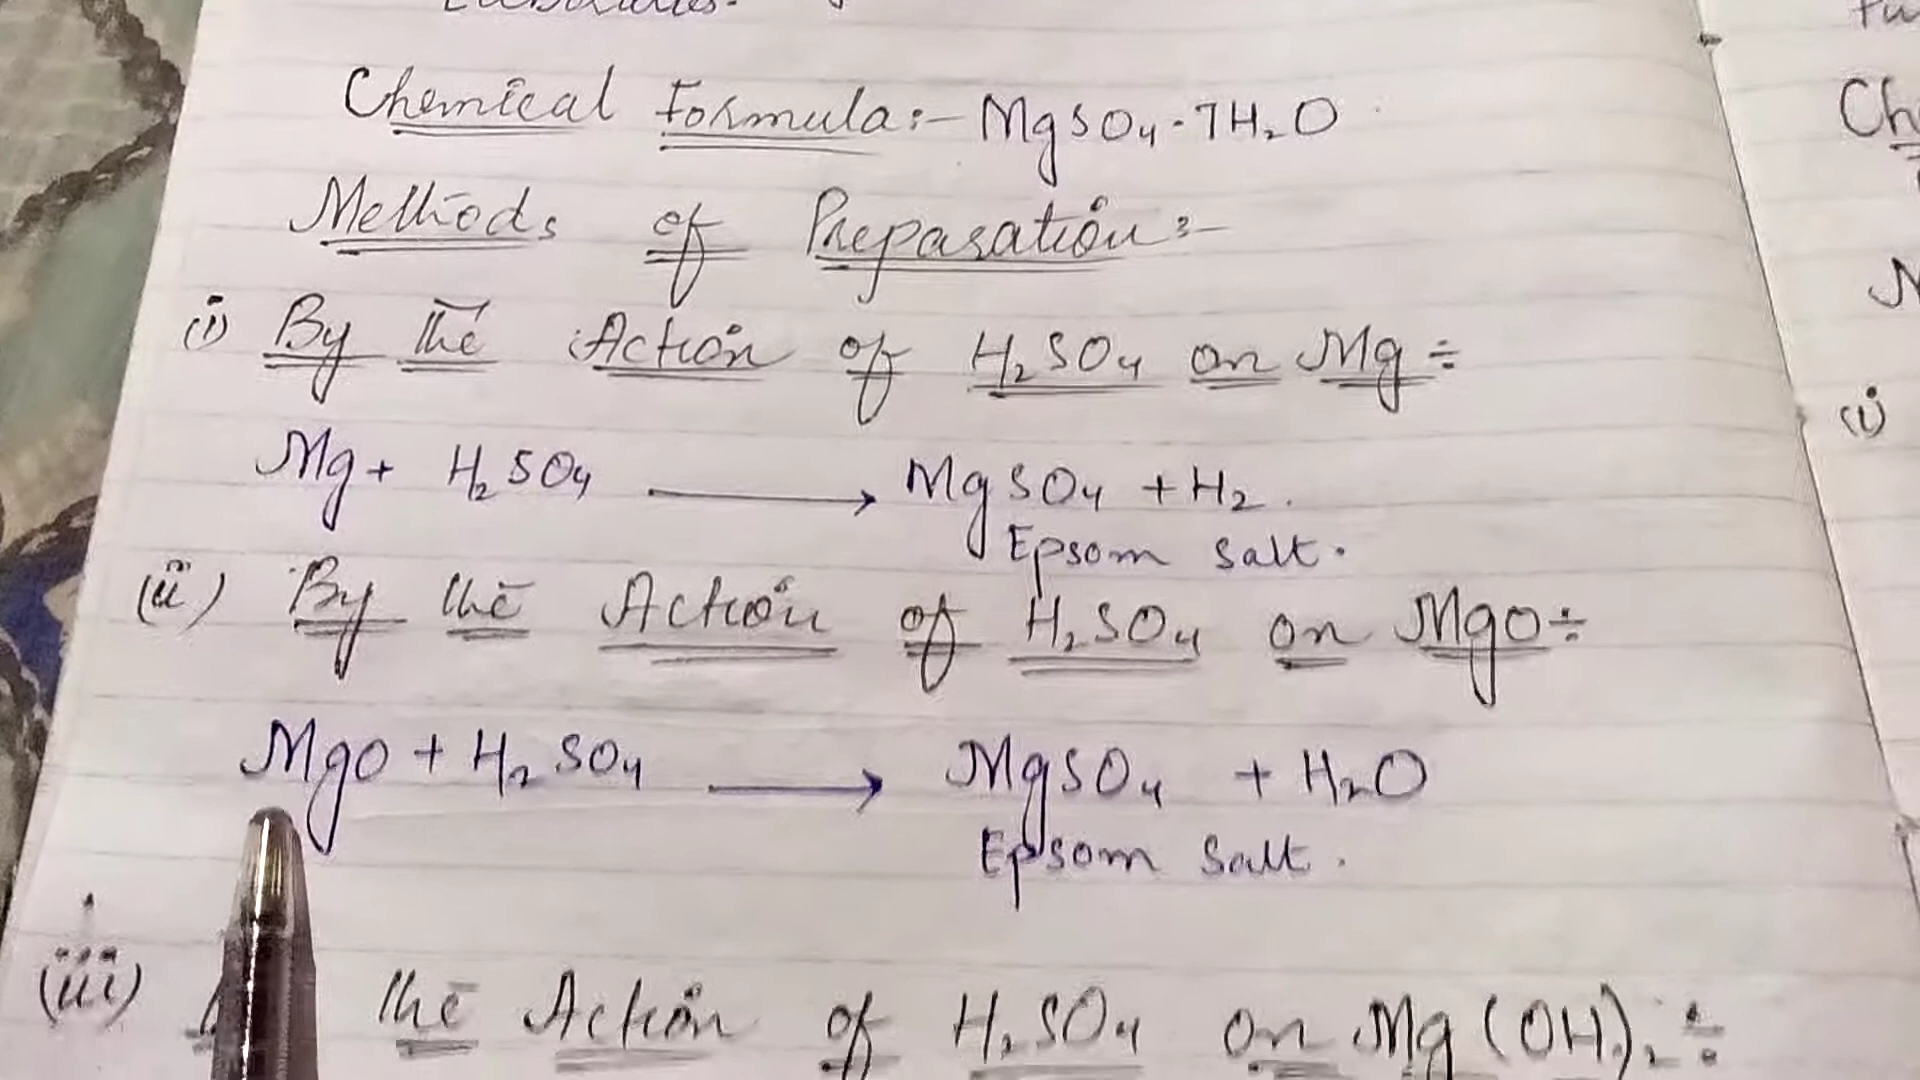 Chemical Formula:- MgSO₄·7H₂O
Methods of Preparation:-
(i) By the Action of H₂SO₄ on Mg÷
Mg + H₂SO₄ ⟶ MgSO₄ + H₂.
Epsom Salt.
(ii) By the Action of H₂SO₄ on MgO÷
MgO + H₂SO₄ ⟶ MgSO₄ + H₂O
Epsom Salt.
(iii) the Action of H₂SO₄ on Mg(OH)₂÷
Ch
(i)